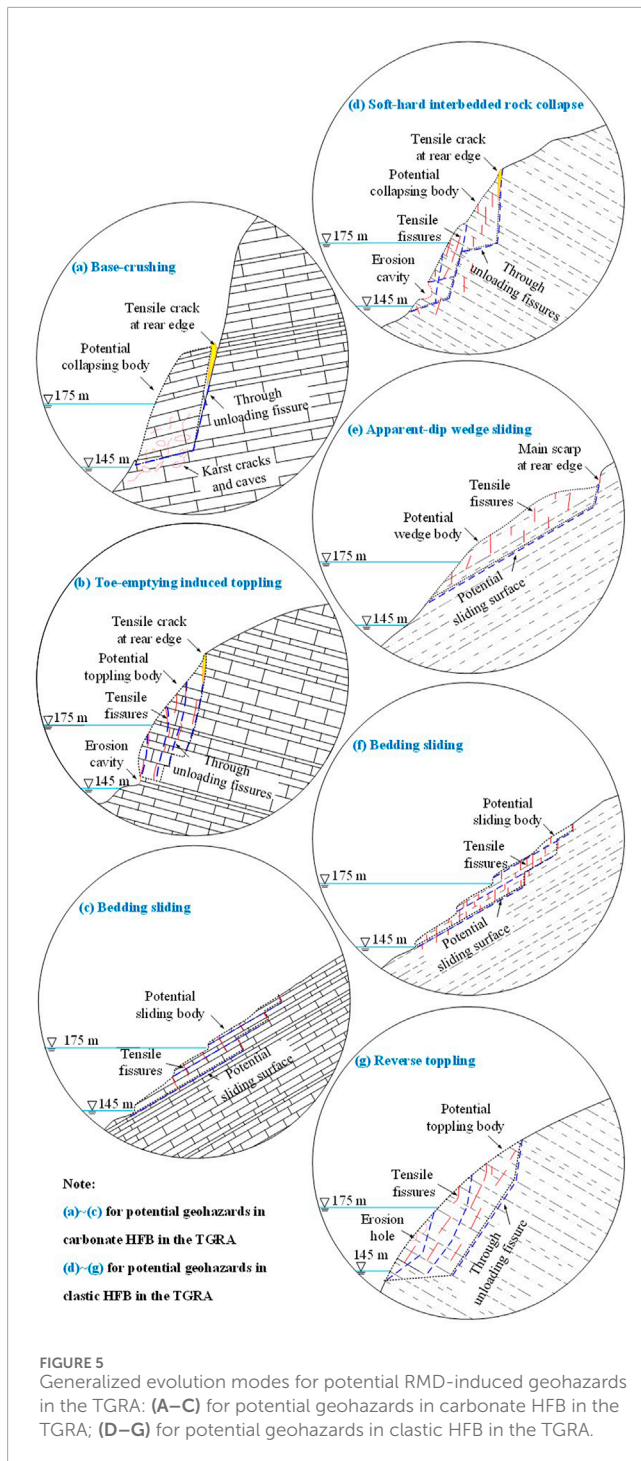 (a) Base-crushing
Tensile crack
at rear edge
Potential
collapsing body
175 m
Through
unloading fissure
145 m
Karst cracks
and caves
(b) Toe-emptying induced toppling
Tensile crack
at rear edge
Potential
toppling body
Tensile
fissures
175 m
Erosion
cavity
Through
unloading fissures
145 m
(c) Bedding sliding
Potential
sliding body
175 m
Tensile
fissures
Potential
sliding surface
145 m
Note:
(a)~(c) for potential geohazards in
carbonate HFB in the TGRA
(d)~(g) for potential geohazards in
clastic HFB in the TGRA
(d) Soft-hard interbedded rock collapse
Tensile crack
at rear edge
Potential
collapsing body
Tensile
fissures
175 m
Erosion
cavity
Through
unloading fissures
145 m
(e) Apparent-dip wedge sliding
Main scarp
at rear edge
Tensile
fissures
Potential
wedge body
175 m
Potential
sliding surface
145 m
(f) Bedding sliding
Potential
sliding body
Tensile
fissures
175 m
Potential
sliding surface
145 m
(g) Reverse toppling
Potential
toppling body
Tensile
fissures
175 m
Erosion
hole
145 m
Through
unloading fissure
FIGURE 5
Generalized evolution modes for potential RMD-induced geohazards
in the TGRA: (A–C) for potential geohazards in carbonate HFB in the
TGRA; (D–G) for potential geohazards in clastic HFB in the TGRA.